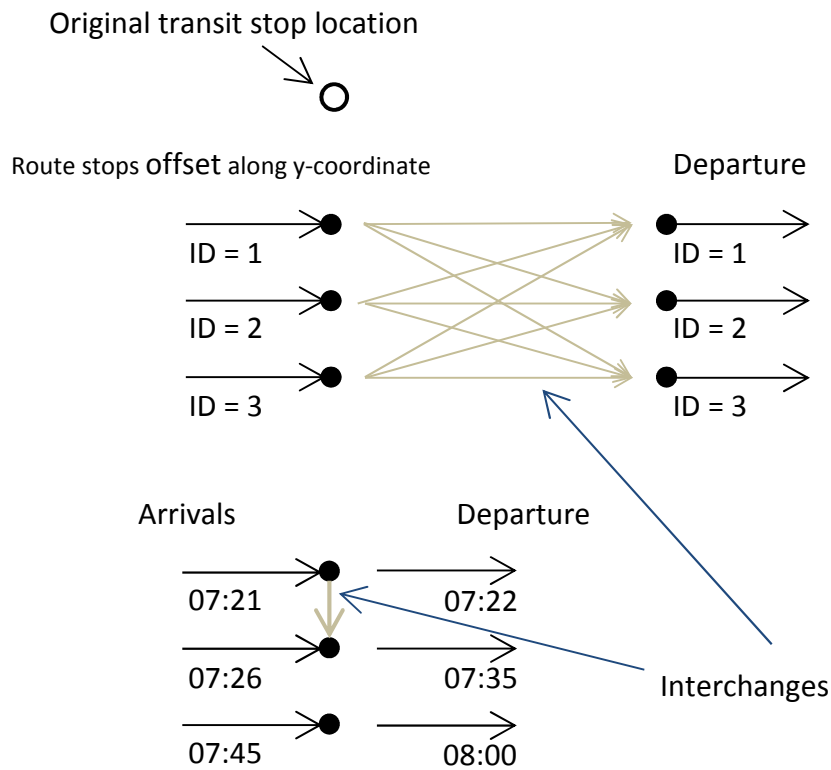 Original transit stop location
Route stops offset along y-coordinate
Departure
ID = 1
ID = 1
ID = 2
ID = 2
ID = 3
ID = 3
Arrivals
Departure
07:21
07:22
07:26
07:35
Interchanges
07:45
08:00